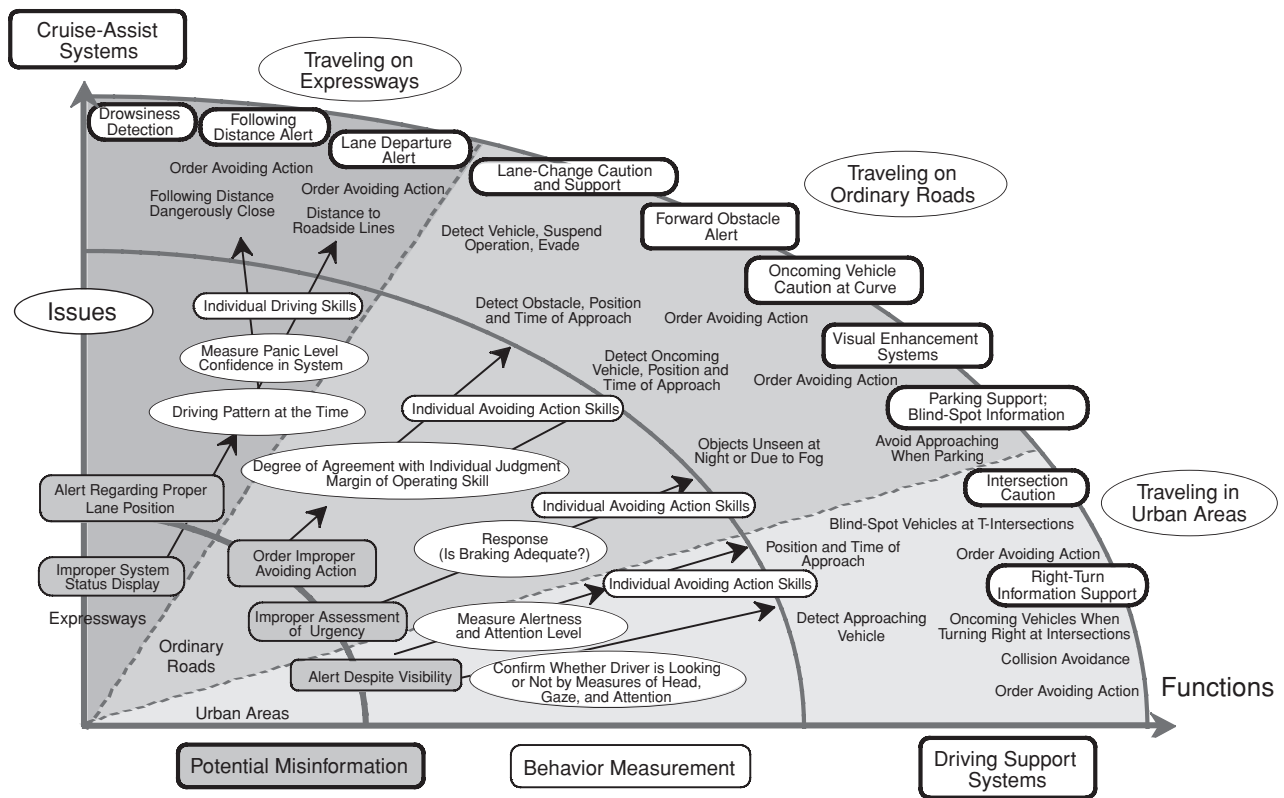 Cruise-Assist
Systems
Traveling on
Expressways
Drowsiness
Detection
Following
Distance Alert
Lane Departure
Alert
Order Avoiding Action
Order Avoiding Action
Following Distance
Dangerously Close
Distance to
Roadside Lines
Lane-Change Caution
and Support
Traveling on
Ordinary Roads
Forward Obstacle
Alert
Detect Vehicle, Suspend
Operation, Evade
Oncoming Vehicle
Caution at Curve
Issues
Individual Driving Skills
Detect Obstacle, Position
and Time of Approach
Order Avoiding Action
Visual Enhancement
Systems
Measure Panic Level
Confidence in System
Detect Oncoming
Vehicle, Position and
Time of Approach
Order Avoiding Action
Driving Pattern at the Time
Individual Avoiding Action Skills
Parking Support;
Blind-Spot Information
Objects Unseen at
Night or Due to Fog
Avoid Approaching
When Parking
Degree of Agreement with Individual Judgment
Margin of Operating Skill
Intersection
Caution
Traveling in
Urban Areas
Alert Regarding Proper
Lane Position
Individual Avoiding Action Skills
Blind-Spot Vehicles at T-Intersections
Response
(Is Braking Adequate?)
Position and Time of
Approach
Order Avoiding Action
Order Improper
Avoiding Action
Improper System
Status Display
Individual Avoiding Action Skills
Right-Turn
Information Support
Expressways
Improper Assessment
of Urgency
Measure Alertness
and Attention Level
Detect Approaching
Vehicle
Oncoming Vehicles When
Turning Right at Intersections
Ordinary
Roads
Collision Avoidance
Alert Despite Visibility
Confirm Whether Driver is Looking
or Not by Measures of Head,
Gaze, and Attention
Order Avoiding Action
Functions
Urban Areas
Potential Misinformation
Behavior Measurement
Driving Support
Systems